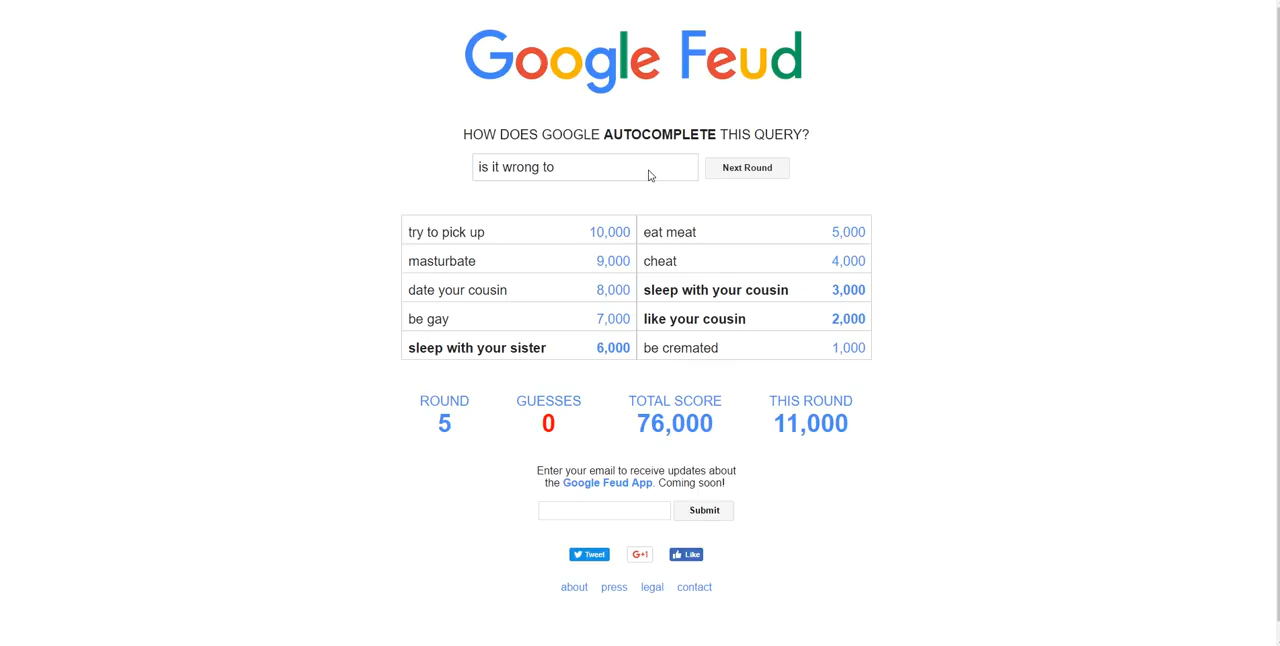 Google Feud
HOW DOES GOOGLE AUTOCOMPLETE THIS QUERY?
is it wrong to
Next Round
try to pick up 10,000
masturbate 9,000
date your cousin 8,000
be gay 7,000
sleep with your sister 6,000
eat meat 5,000
cheat 4,000
sleep with your cousin 3,000
like your cousin 2,000
be cremated 1,000
ROUND GUESSES TOTAL SCORE THIS ROUND
5 0 76,000 11,000
Enter your email to receive updates about
the Google Feud App. Coming soon!
Submit
Tweet G+1 Like
about press legal contact